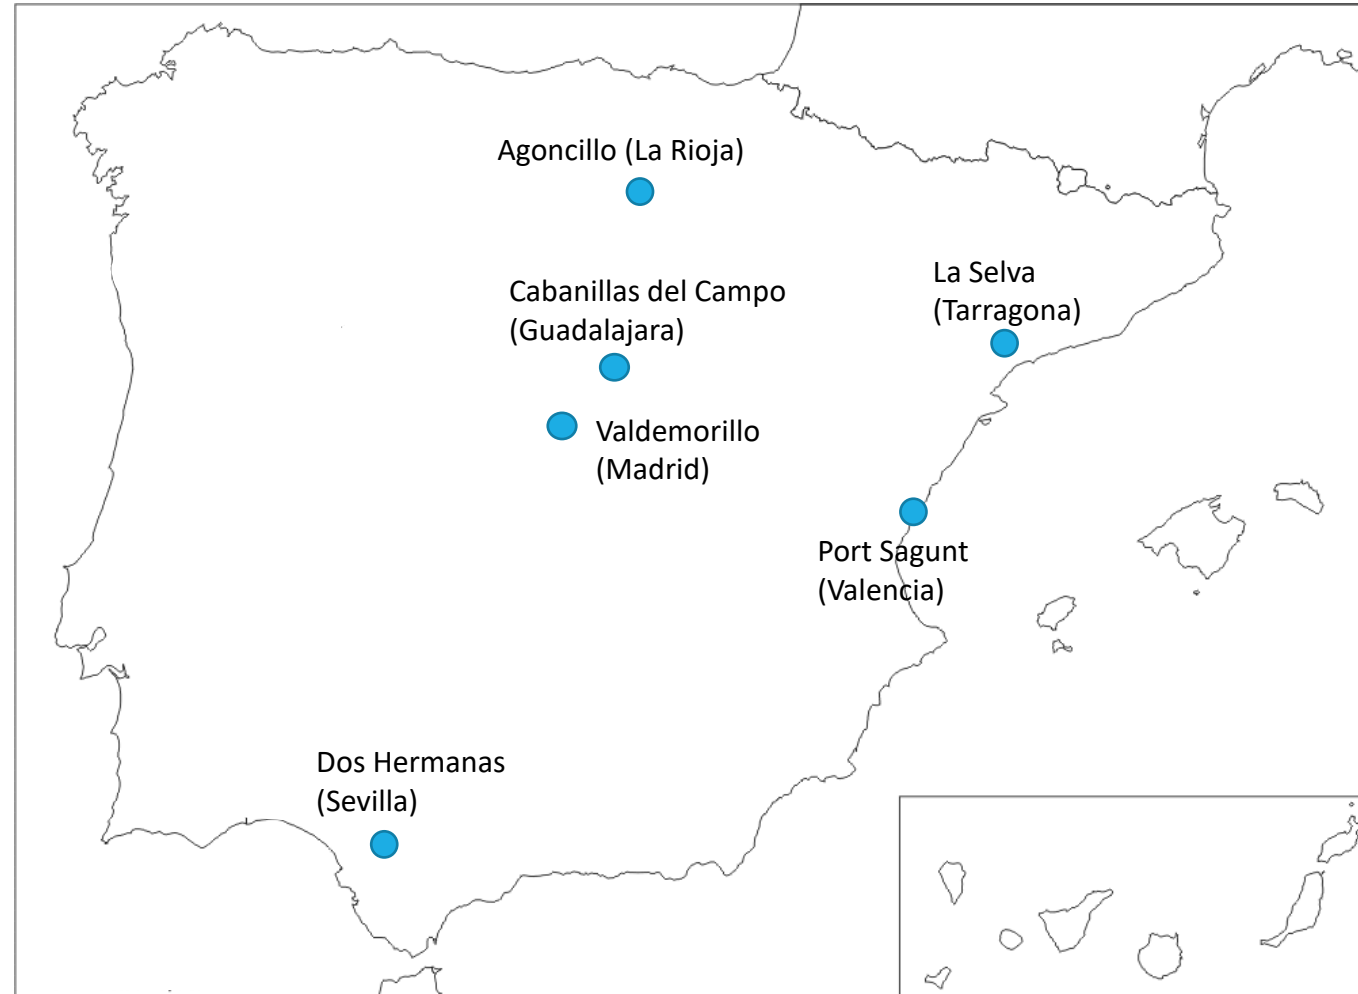 Agoncillo (La Rioja)
La Selva
(Tarragona)
Cabanillas del Campo
(Guadalajara)
Valdemorillo
(Madrid)
Port Sagunt
(Valencia)
Dos Hermanas
(Sevilla)